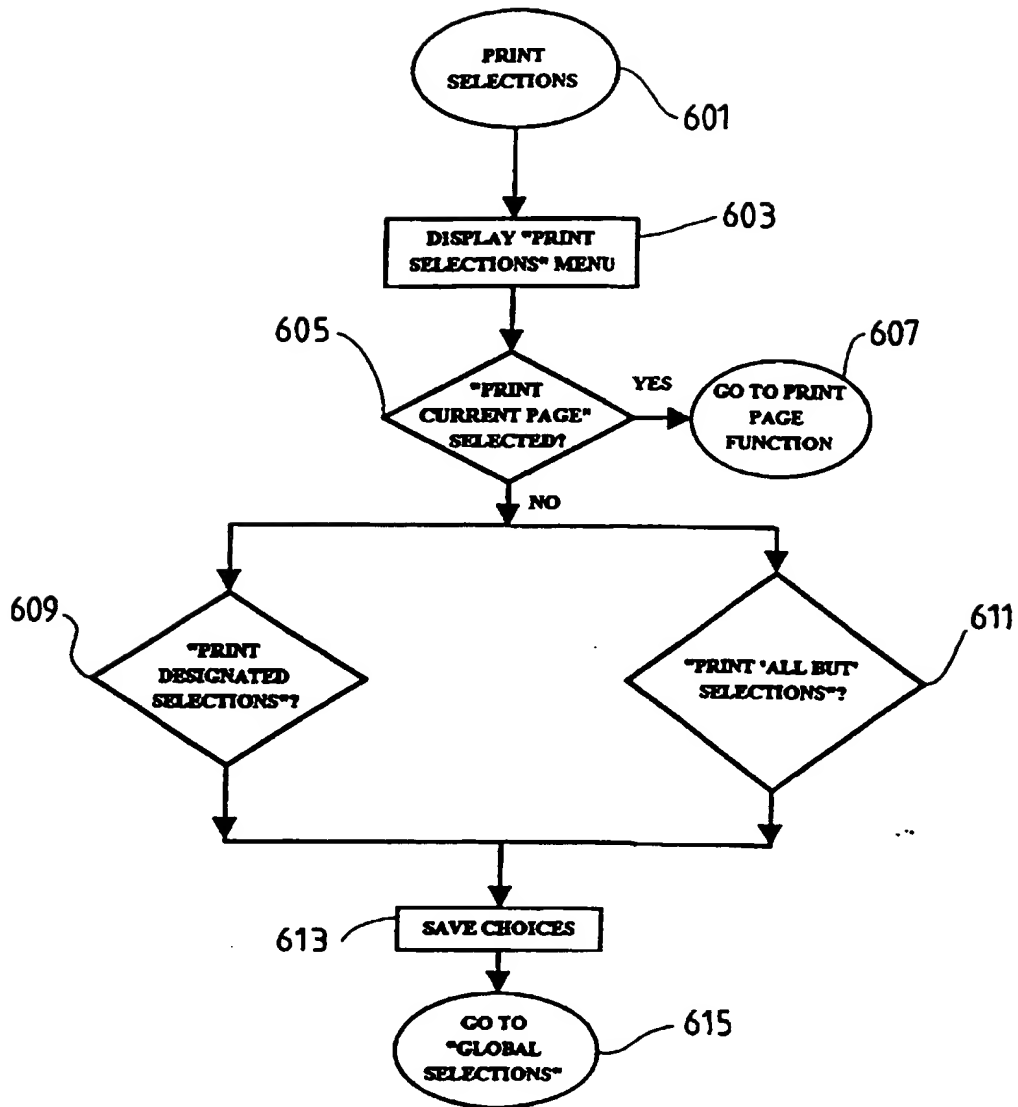 PRINT
SELECTIONS
601
DISPLAY "PRINT
SELECTIONS" MENU
603
605
"PRINT
CURRENT PAGE"
SELECTED?
YES
607
GO TO PRINT
PAGE
FUNCTION
NO
609
"PRINT
DESIGNATED
SELECTIONS"?
611
"PRINT 'ALL BUT'
SELECTIONS"?
SAVE CHOICES
613
GO TO
"GLOBAL
SELECTIONS"
615